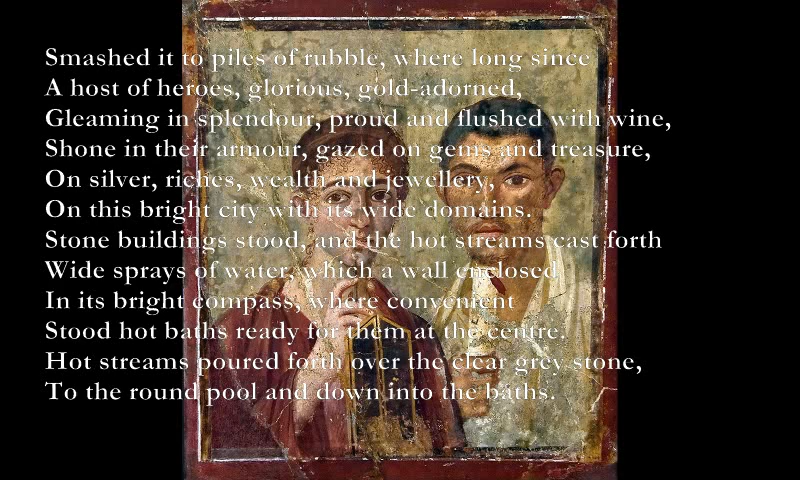 Smashed it to piles of rubble, where long since
A host of heroes, glorious, gold-adorned,
Gleaming in splendour, proud and flushed with wine,
Shone in their armour, gazed on gems and treasure,
On silver, riches, wealth and jewellery,
On this bright city with its wide domains.
Stone buildings stood, and the hot streams cast forth
Wide sprays of water, which a wall enclosed
In its bright compass, where convenient
Stood hot baths ready for them at the centre.
Hot streams poured forth over the clear grey stone,
To the round pool and down into the baths.